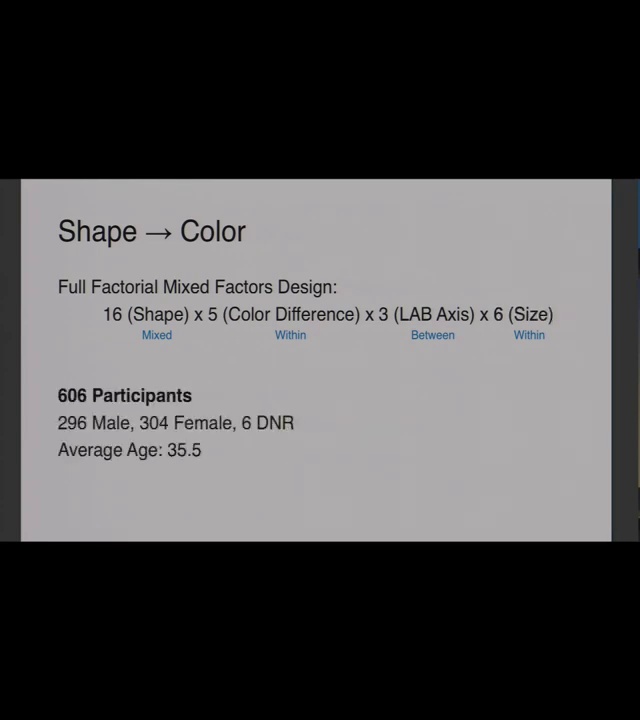 Shape → Color
Full Factorial Mixed Factors Design:
16 (Shape) x 5 (Color Difference) x 3 (LAB Axis) x 6 (Size)
Mixed Within Between Within
606 Participants
296 Male, 304 Female, 6 DNR
Average Age: 35.5